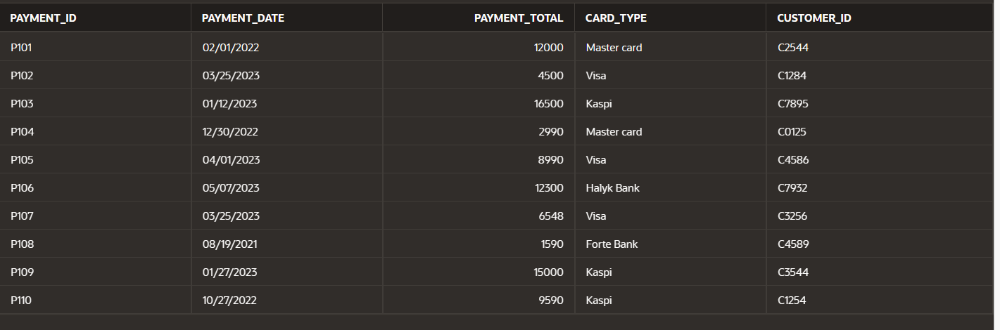 PAYMENT_ID PAYMENT_DATE PAYMENT_TOTAL CARD_TYPE CUSTOMER_ID
P101 02/01/2022 12000 Master card C2544
P102 03/25/2023 4500 Visa C1284
P103 01/12/2023 16500 Kaspi C7895
P104 12/30/2022 2990 Master card C0125
P105 04/01/2023 8990 Visa C4586
P106 05/07/2023 12300 Halyk Bank C7932
P107 03/25/2023 6548 Visa C3256
P108 08/19/2021 1590 Forte Bank C4589
P109 01/27/2023 15000 Kaspi C3544
P110 10/27/2022 9590 Kaspi C1254